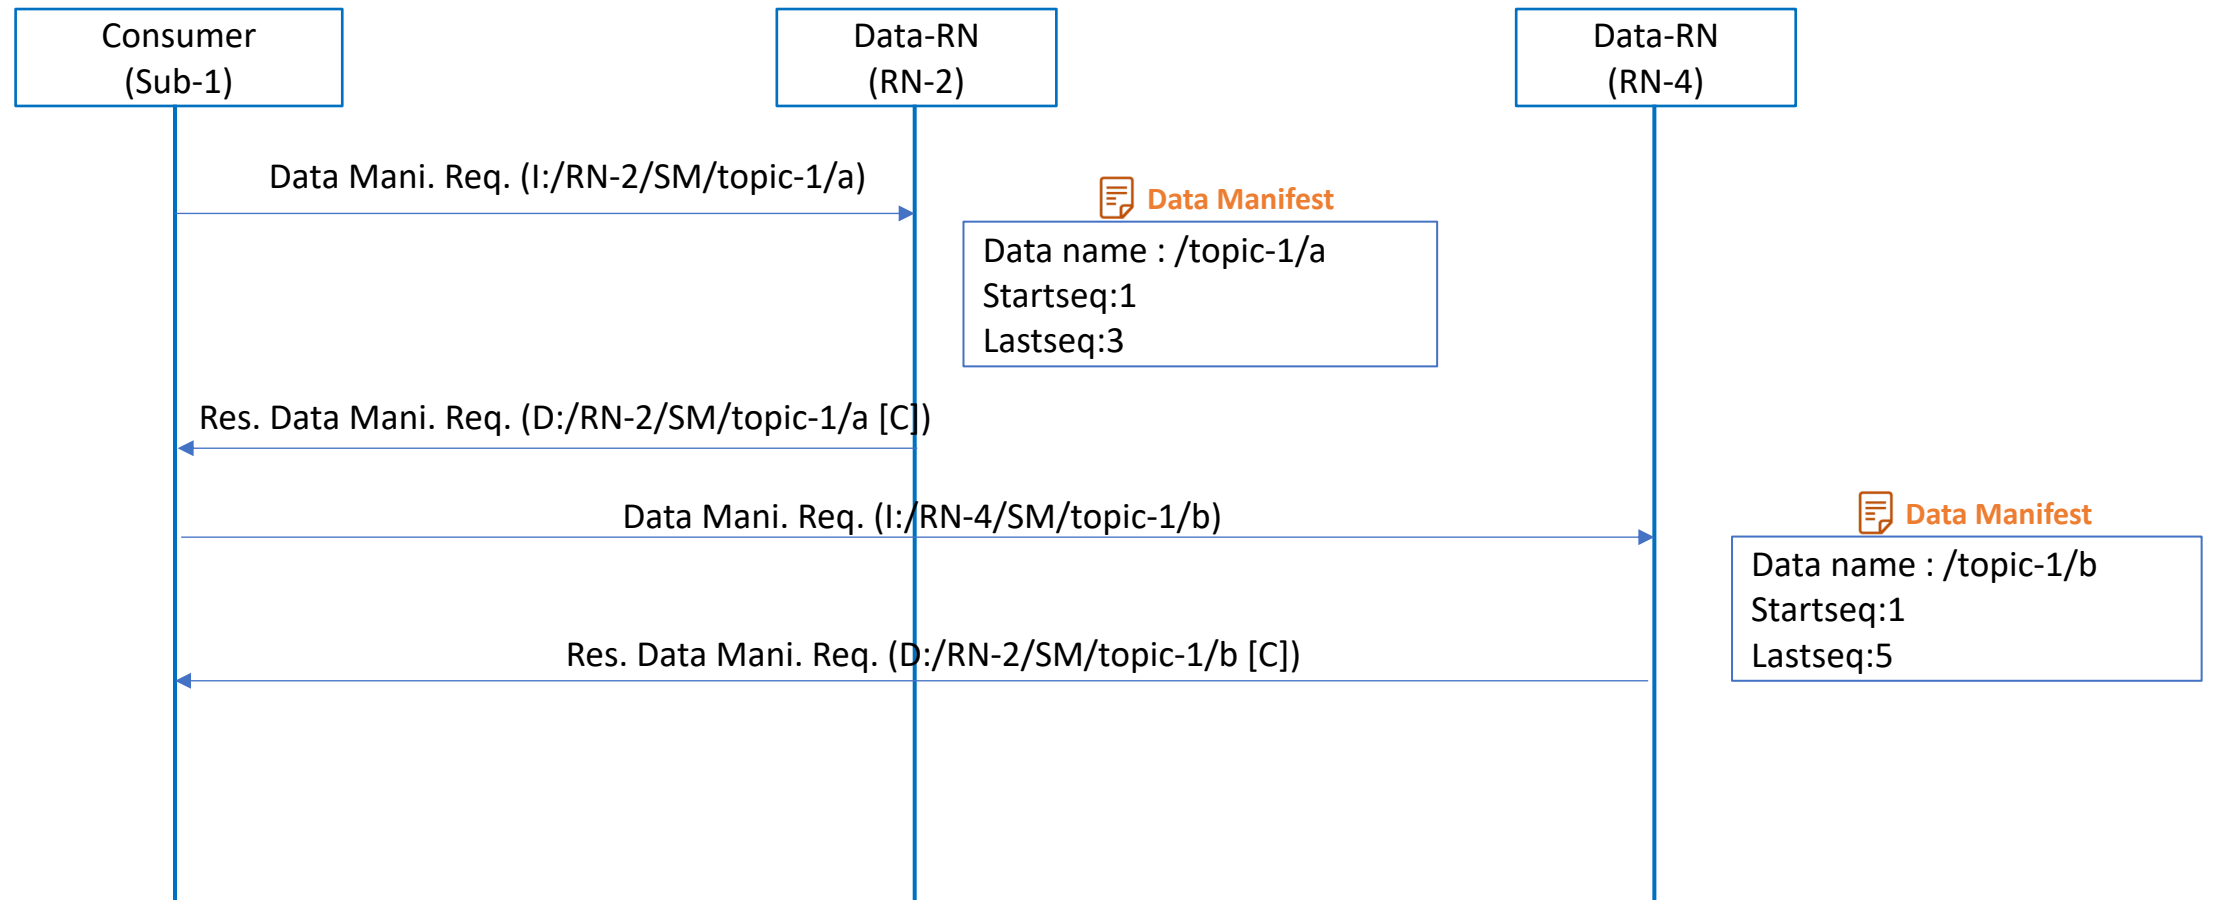 Consumer
(Sub-1)
Data-RN
(RN-2)
Data-RN
(RN-4)
Data Mani. Req. (I:/RN-2/SM/topic-1/a)
Data Manifest
Data name : /topic-1/a
Startseq:1
Lastseq:3
Res. Data Mani. Req. (D:/RN-2/SM/topic-1/a [C])
Data Mani. Req. (I:/RN-4/SM/topic-1/b)
Data Manifest
Data name : /topic-1/b
Startseq:1
Lastseq:5
Res. Data Mani. Req. (D:/RN-2/SM/topic-1/b [C])